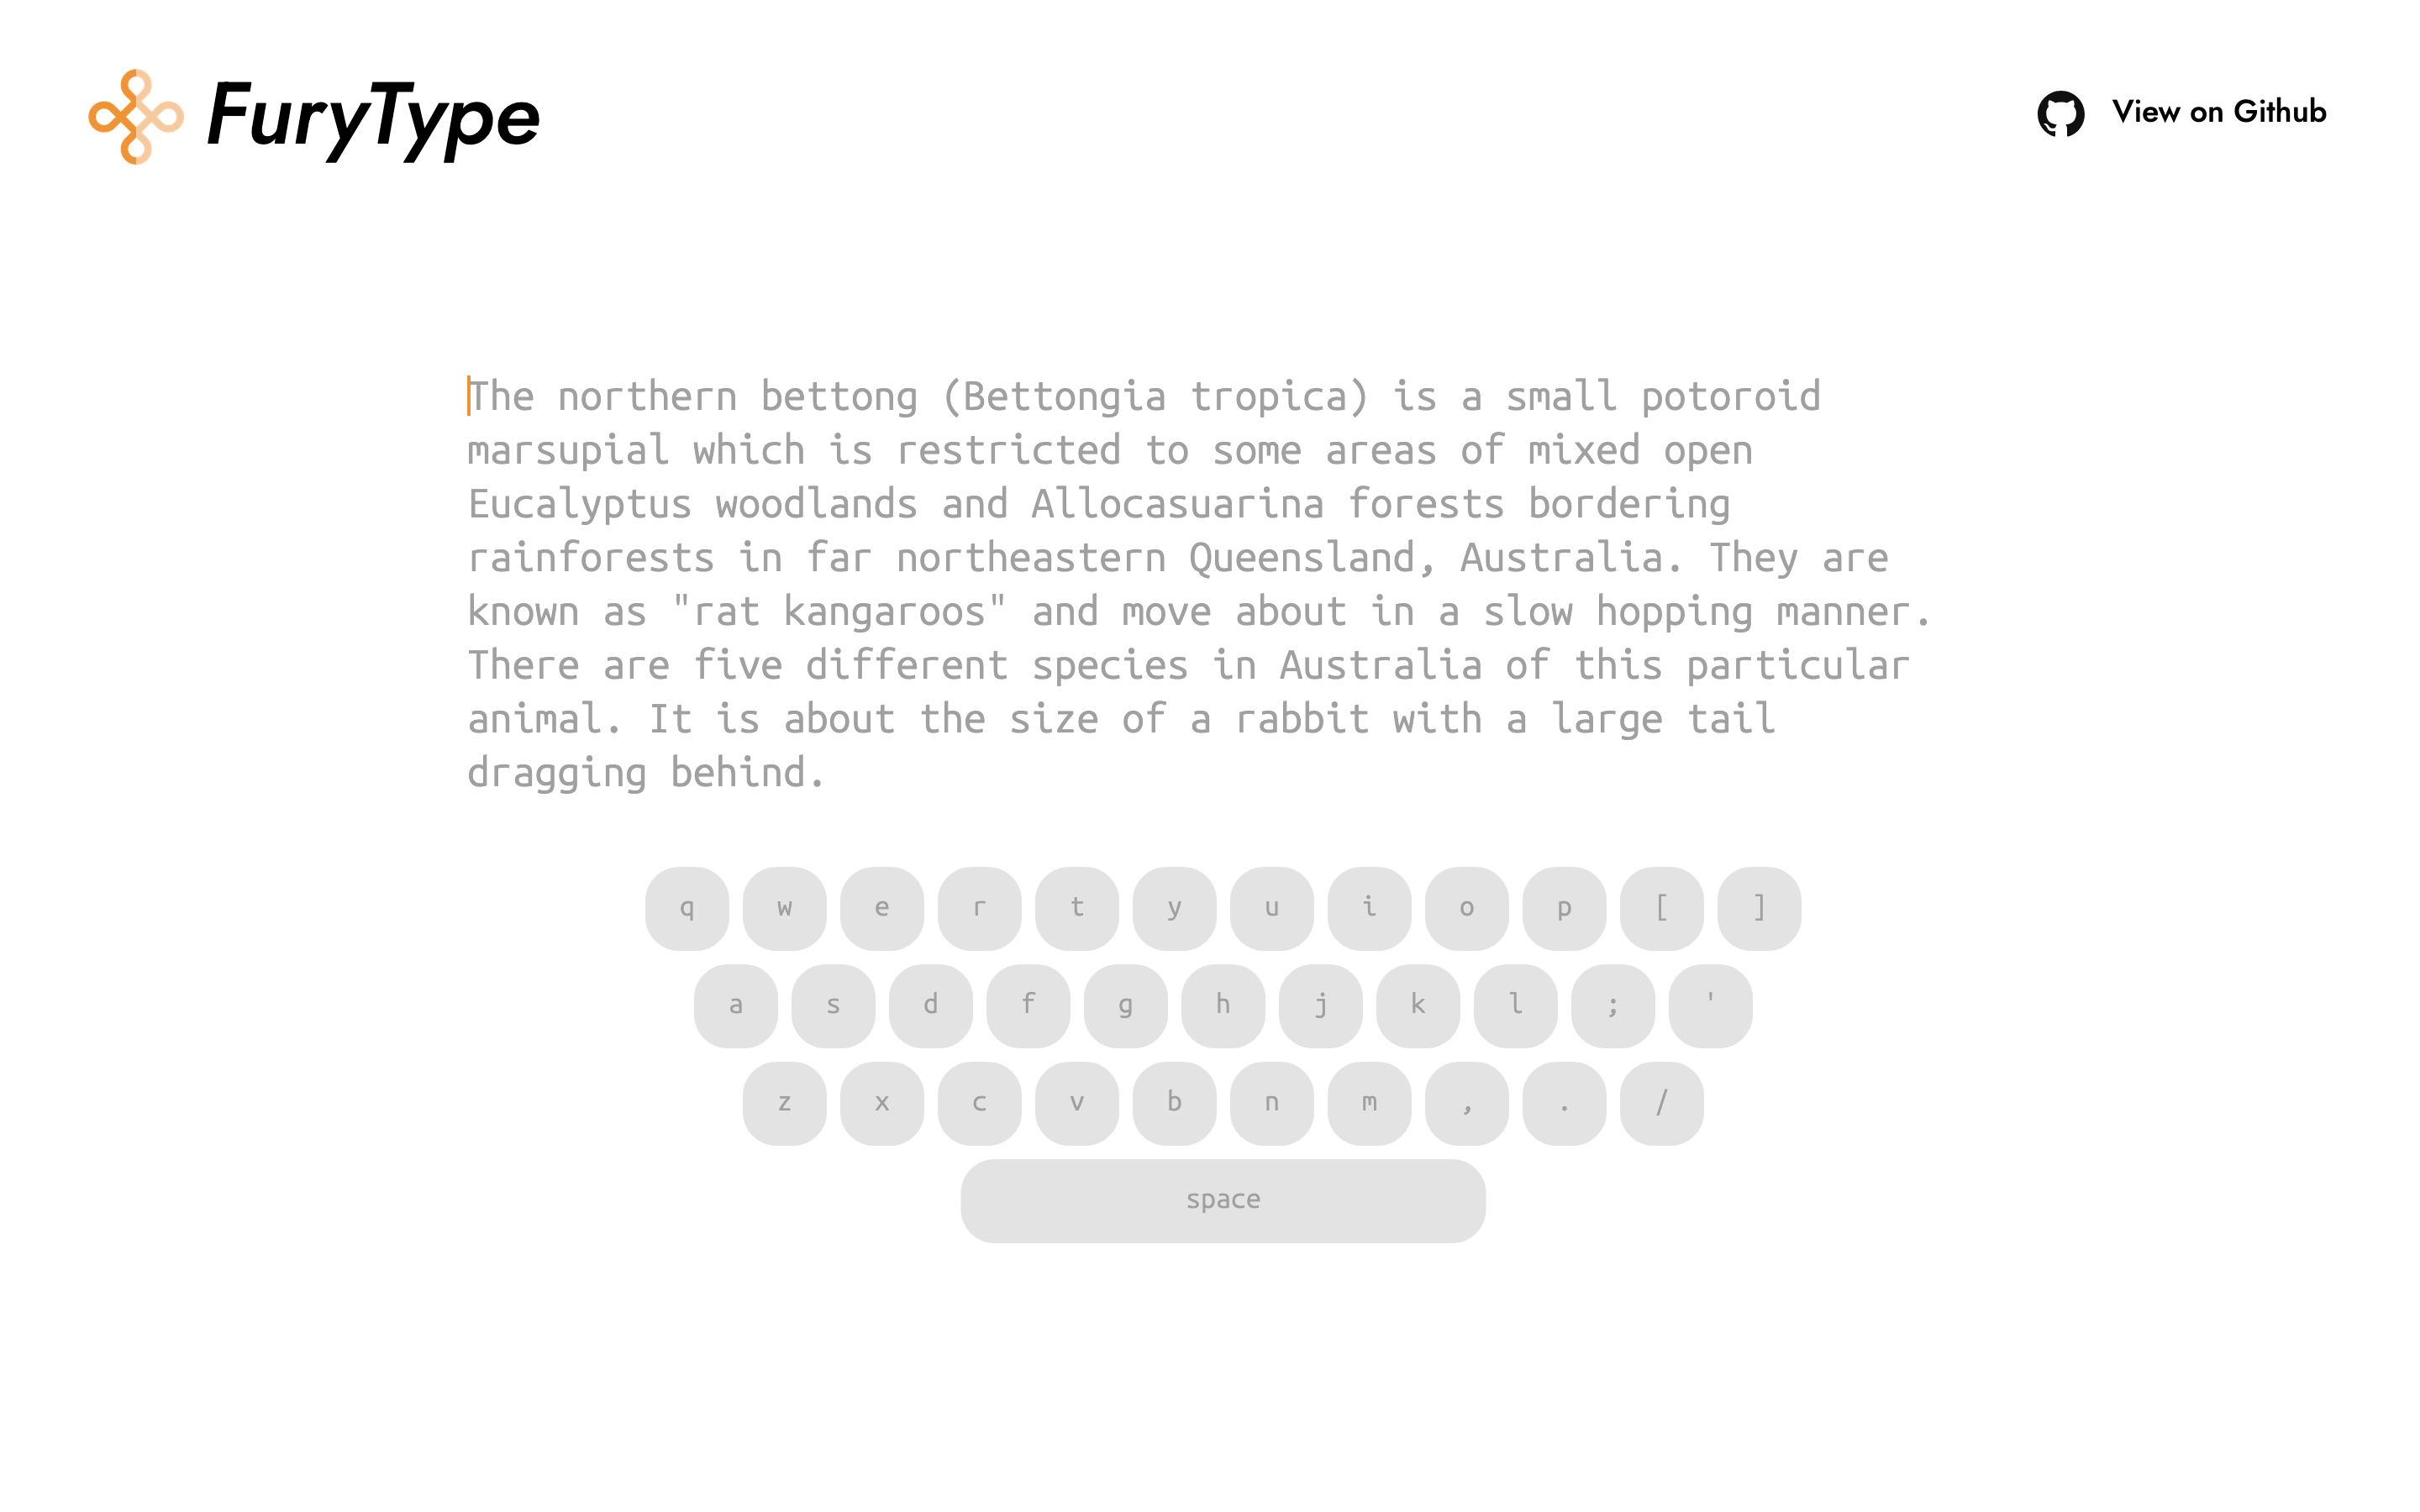 FuryType
View on Github
The northern bettong (Bettongia tropica) is a small potoroid
marsupial which is restricted to some areas of mixed open
Eucalyptus woodlands and Allocasuarina forests bordering
rainforests in far northeastern Queensland, Australia. They are
known as "rat kangaroos" and move about in a slow hopping manner.
There are five different species in Australia of this particular
animal. It is about the size of a rabbit with a large tail
dragging behind.
q w e r t y u i o p [ ]
a s d f g h j k l ; '
z x c v b n m , . /
space